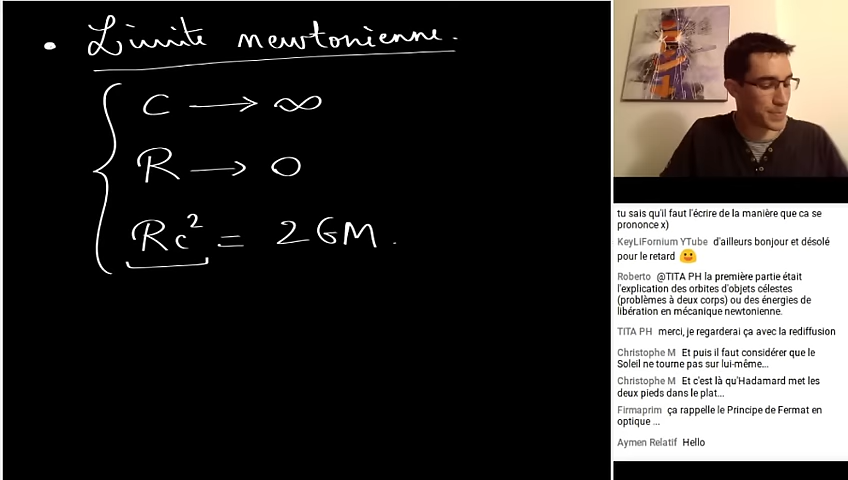 • Limite newtonienne.
C → ∞
R → 0
Rc² = 2GM.
tu sais qu'il faut l'écrire de la manière que ca se
prononce x)
KeyLiFornium YTube d'ailleurs bonjour et désolé
pour le retard 😀
Roberto @TITA PH la première partie était
l'explication des orbites d'objets célestes
(problèmes à deux corps) ou des énergies de
libération en mécanique newtonienne.
TITA PH merci, je regarderai ça avec la rediffusion
Christophe M Et puis il faut considérer que le
Soleil ne tourne pas sur lui-même...
Christophe M Et c'est là qu'Hadamard met les
deux pieds dans le plat...
Firmaprim ça rappelle le Principe de Fermat en
optique ...
Aymen Relatif Hello